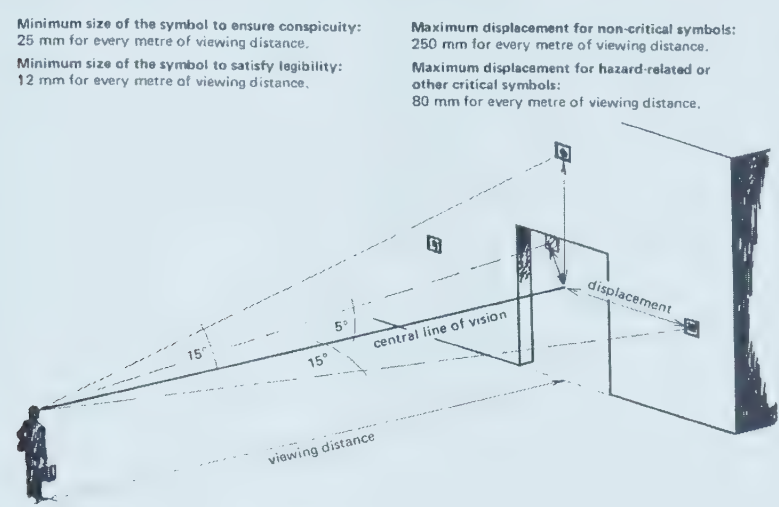 Minimum size of the symbol to ensure conspicuity:
25 mm for every metre of viewing distance.
Minimum size of the symbol to satisfy legibility:
12 mm for every metre of viewing distance.
Maximum displacement for non-critical symbols:
250 mm for every metre of viewing distance.
Maximum displacement for hazard-related or
other critical symbols:
80 mm for every metre of viewing distance.
displacement
5°
central line of vision
15°
15°
viewing distance